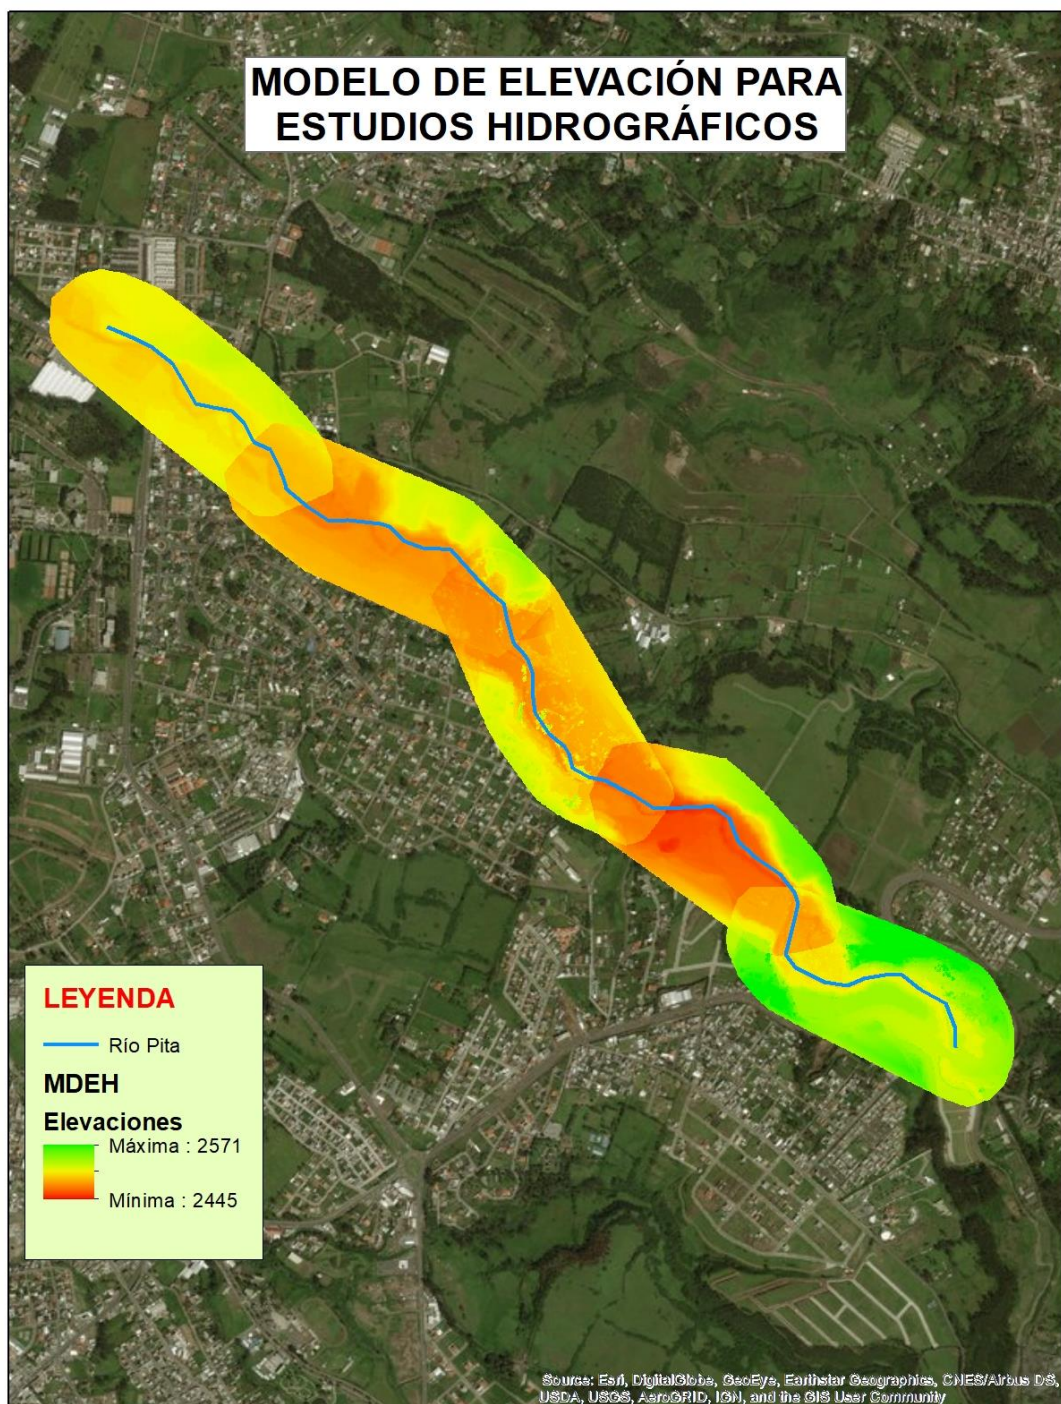 MODELO DE ELEVACIÓN PARA
ESTUDIOS HIDROGRÁFICOS
LEYENDA
Río Pita
MDEH
Elevaciones
Máxima : 2571
Mínima : 2445
Source: Esri, DigitalGlobe, GeoEye, Earthstar Geographics, CNES/Airbus DS,
USDA, USGS, AeroGRID, IGN, and the GIS User Community